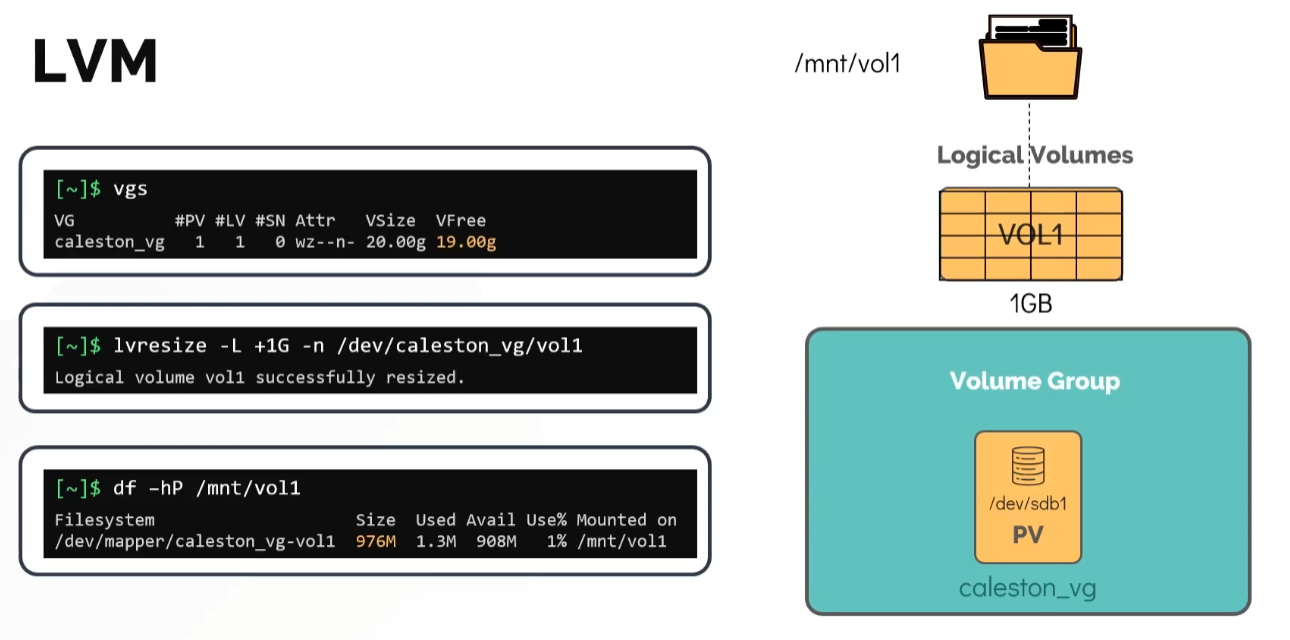 LVM
[~]$ vgs
VG #PV #LV #SN Attr VSize VFree
caleston_vg 1 1 0 wz--n- 20.00g 19.00g
[~]$ lvresize -L +1G -n /dev/caleston_vg/vol1
Logical volume vol1 successfully resized.
[~]$ df –hP /mnt/vol1
Filesystem Size Used Avail Use% Mounted on
/dev/mapper/caleston_vg-vol1 976M 1.3M 908M 1% /mnt/vol1
/mnt/vol1
Logical Volumes
VOL1
1GB
Volume Group
/dev/sdb1
PV
caleston_vg